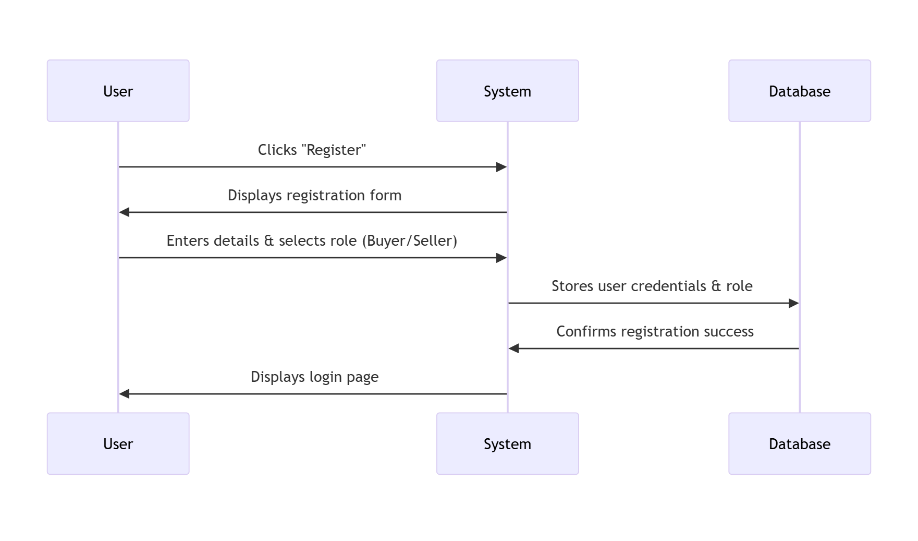 User
System
Database
Clicks "Register"
Displays registration form
Enters details & selects role (Buyer/Seller)
Stores user credentials & role
Confirms registration success
Displays login page
User
System
Database